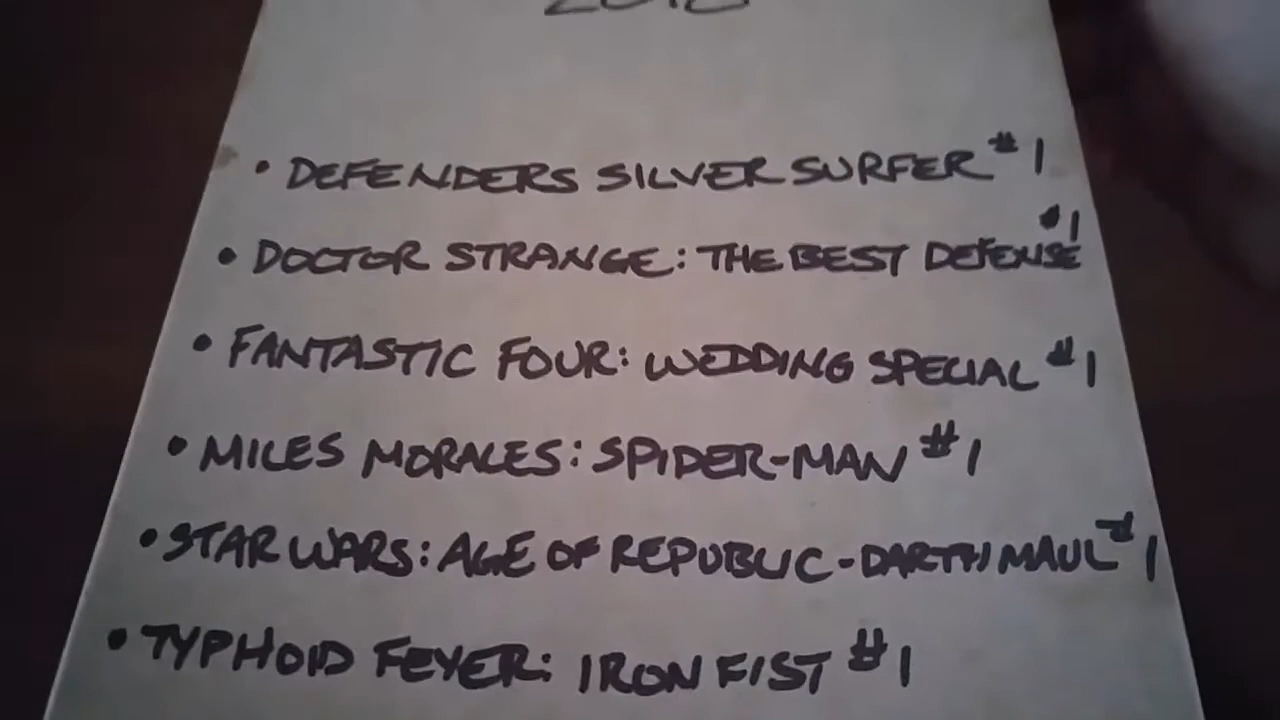 2018
• DEFENDERS SILVER SURFER #1
• DOCTOR STRANGE: THE BEST DEFENSE #1
• FANTASTIC FOUR: WEDDING SPECIAL #1
• MILES MORALES: SPIDER-MAN #1
• STAR WARS: AGE OF REPUBLIC-DARTH MAUL #1
• TYPHOID FEVER: IRON FIST #1